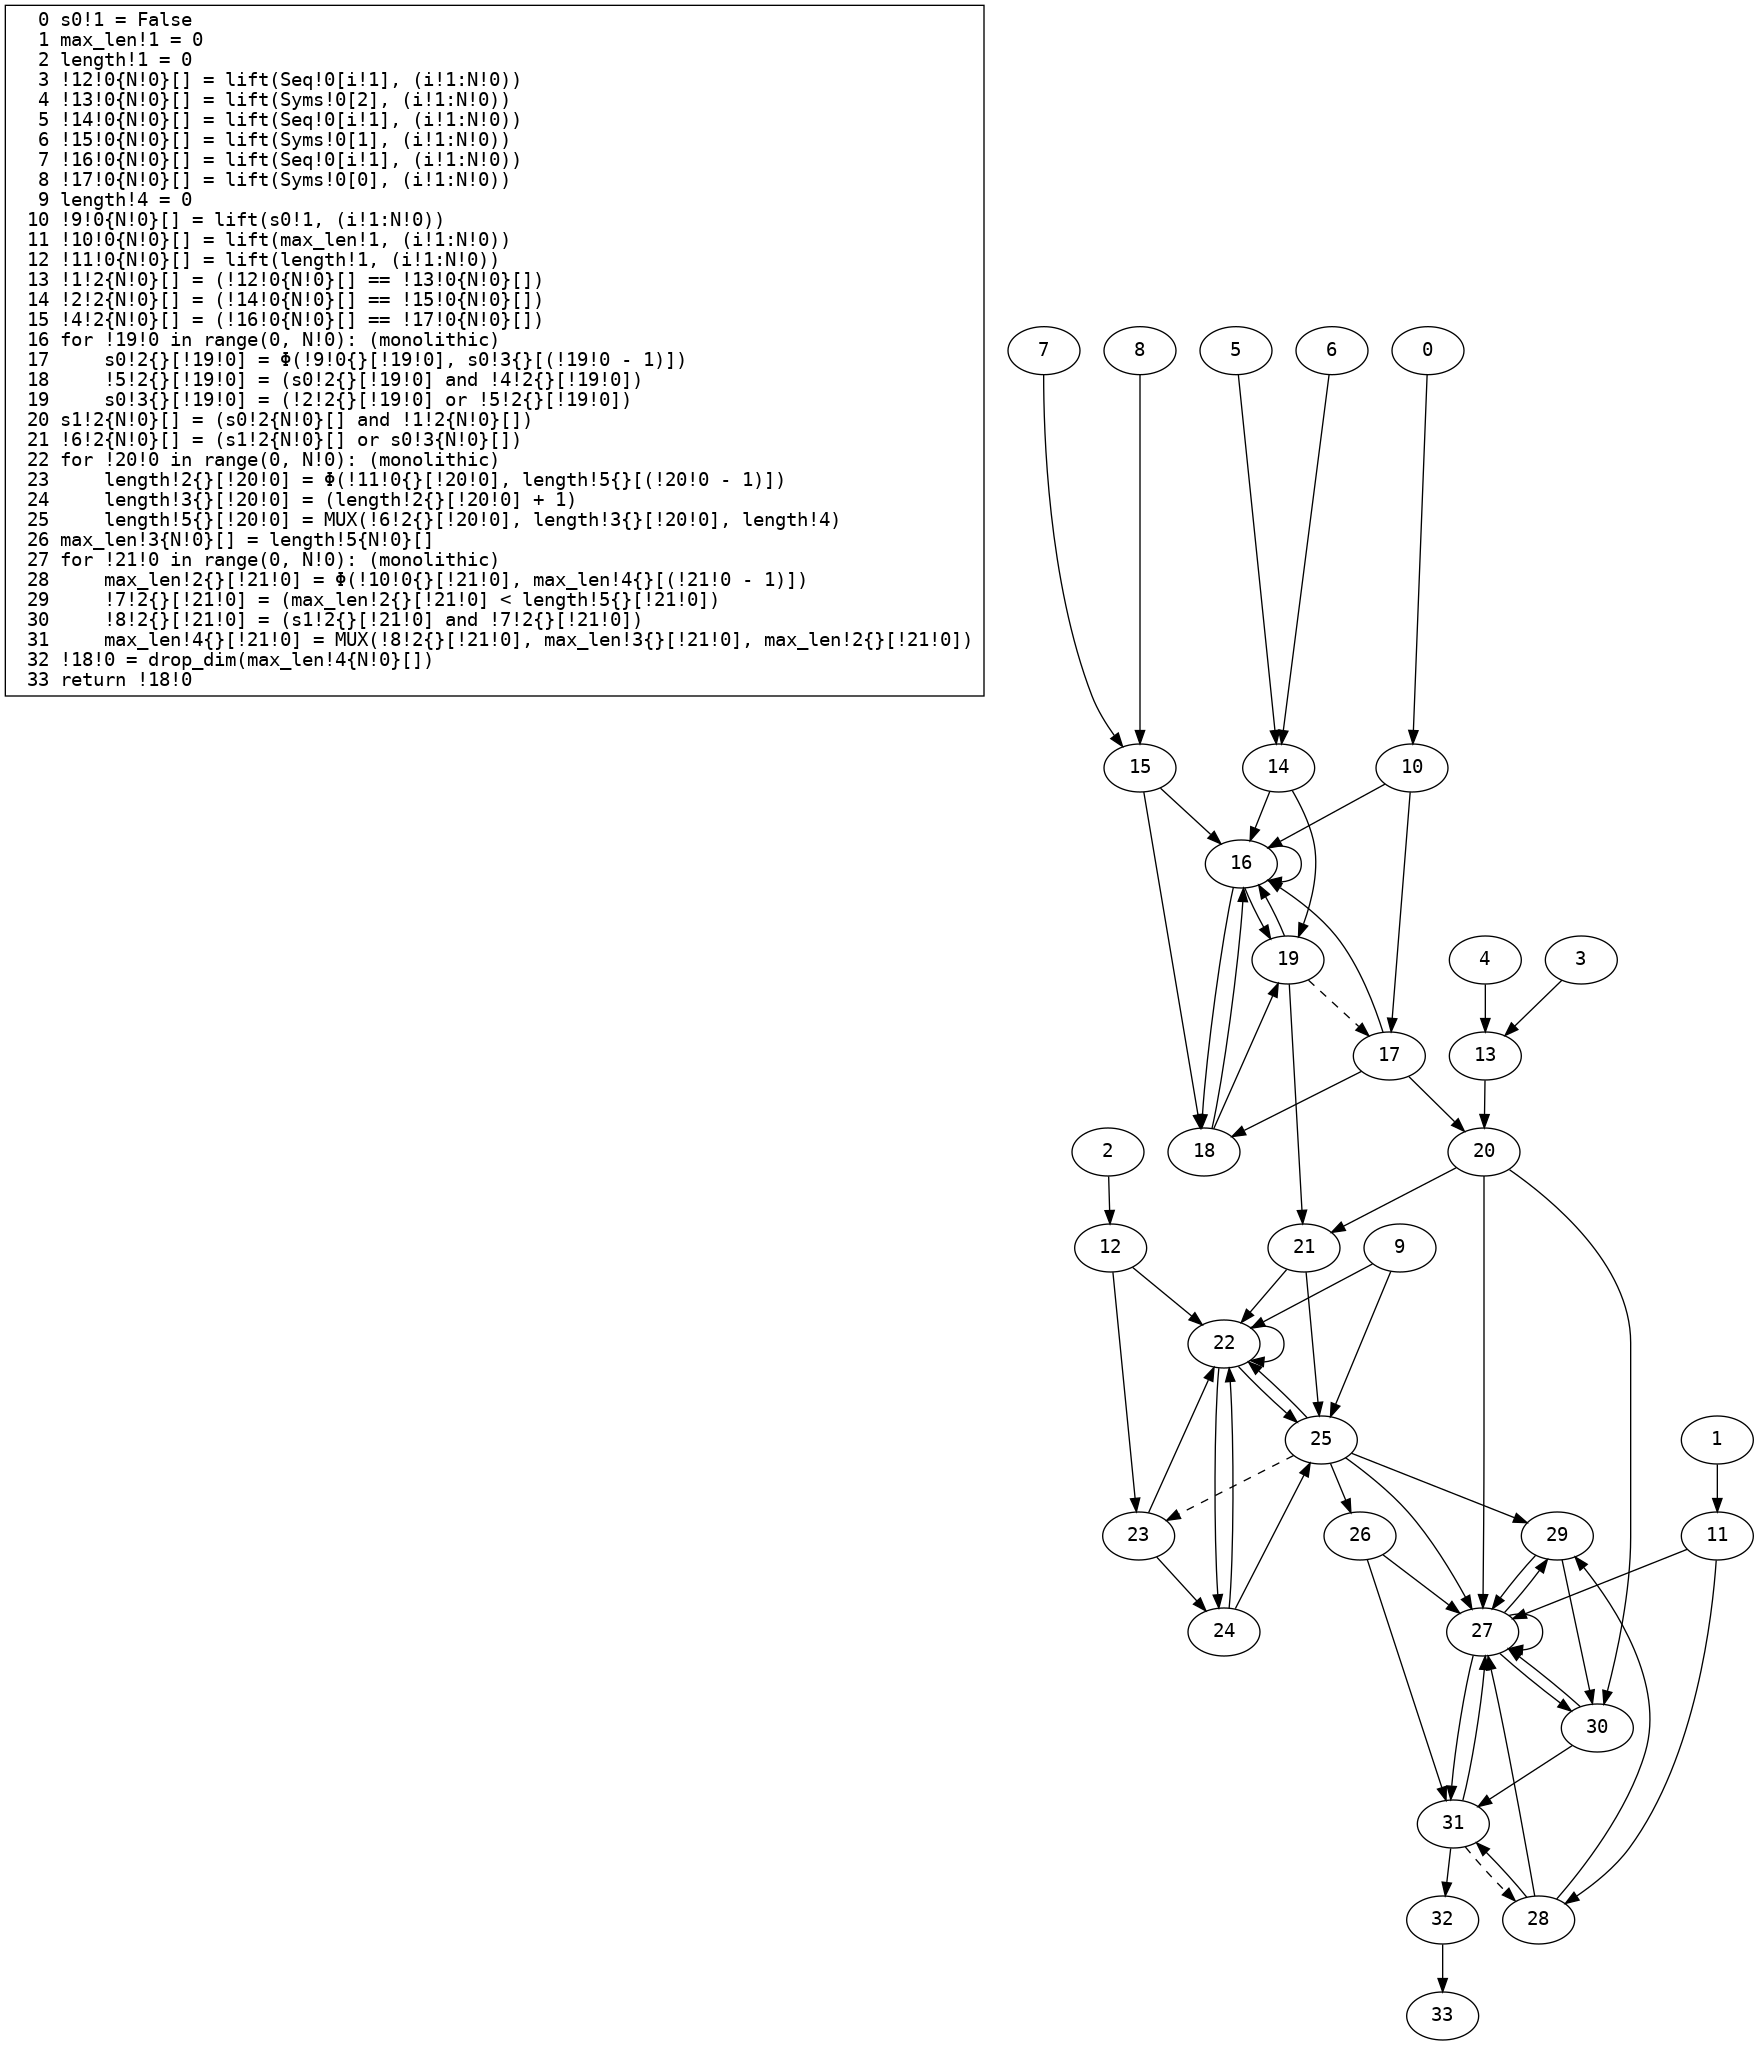 0 s0!1 = False
1 max_len!1 = 0
2 length!1 = 0
3 !12!0{N!0}[] = lift(Seq!0[i!1], (i!1:N!0))
4 !13!0{N!0}[] = lift(Syms!0[2], (i!1:N!0))
5 !14!0{N!0}[] = lift(Seq!0[i!1], (i!1:N!0))
6 !15!0{N!0}[] = lift(Syms!0[1], (i!1:N!0))
7 !16!0{N!0}[] = lift(Seq!0[i!1], (i!1:N!0))
8 !17!0{N!0}[] = lift(Syms!0[0], (i!1:N!0))
9 length!4 = 0
10 !9!0{N!0}[] = lift(s0!1, (i!1:N!0))
11 !10!0{N!0}[] = lift(max_len!1, (i!1:N!0))
12 !11!0{N!0}[] = lift(length!1, (i!1:N!0))
13 !1!2{N!0}[] = (!12!0{N!0}[] == !13!0{N!0}[])
14 !2!2{N!0}[] = (!14!0{N!0}[] == !15!0{N!0}[])
15 !4!2{N!0}[] = (!16!0{N!0}[] == !17!0{N!0}[])
16 for !19!0 in range(0, N!0): (monolithic)
17     s0!2{}[!19!0] = Φ(!9!0{}[!19!0], s0!3{}[(!19!0 - 1)])
18     !5!2{}[!19!0] = (s0!2{}[!19!0] and !4!2{}[!19!0])
19     s0!3{}[!19!0] = (!2!2{}[!19!0] or !5!2{}[!19!0])
20 s1!2{N!0}[] = (s0!2{N!0}[] and !1!2{N!0}[])
21 !6!2{N!0}[] = (s1!2{N!0}[] or s0!3{N!0}[])
22 for !20!0 in range(0, N!0): (monolithic)
23     length!2{}[!20!0] = Φ(!11!0{}[!20!0], length!5{}[(!20!0 - 1)])
24     length!3{}[!20!0] = (length!2{}[!20!0] + 1)
25     length!5{}[!20!0] = MUX(!6!2{}[!20!0], length!3{}[!20!0], length!4)
26 max_len!3{N!0}[] = length!5{N!0}[]
27 for !21!0 in range(0, N!0): (monolithic)
28     max_len!2{}[!21!0] = Φ(!10!0{}[!21!0], max_len!4{}[(!21!0 - 1)])
29     !7!2{}[!21!0] = (max_len!2{}[!21!0] < length!5{}[!21!0])
30     !8!2{}[!21!0] = (s1!2{}[!21!0] and !7!2{}[!21!0])
31     max_len!4{}[!21!0] = MUX(!8!2{}[!21!0], max_len!3{}[!21!0], max_len!2{}[!21!0])
32 !18!0 = drop_dim(max_len!4{N!0}[])
33 return !18!0
7 8 5 6 0
15 14 10
16
19 4 3
17 13
2 18 20
12 21 9
22
25 1
23 26 29 11
24 27
30
31
32 28
33